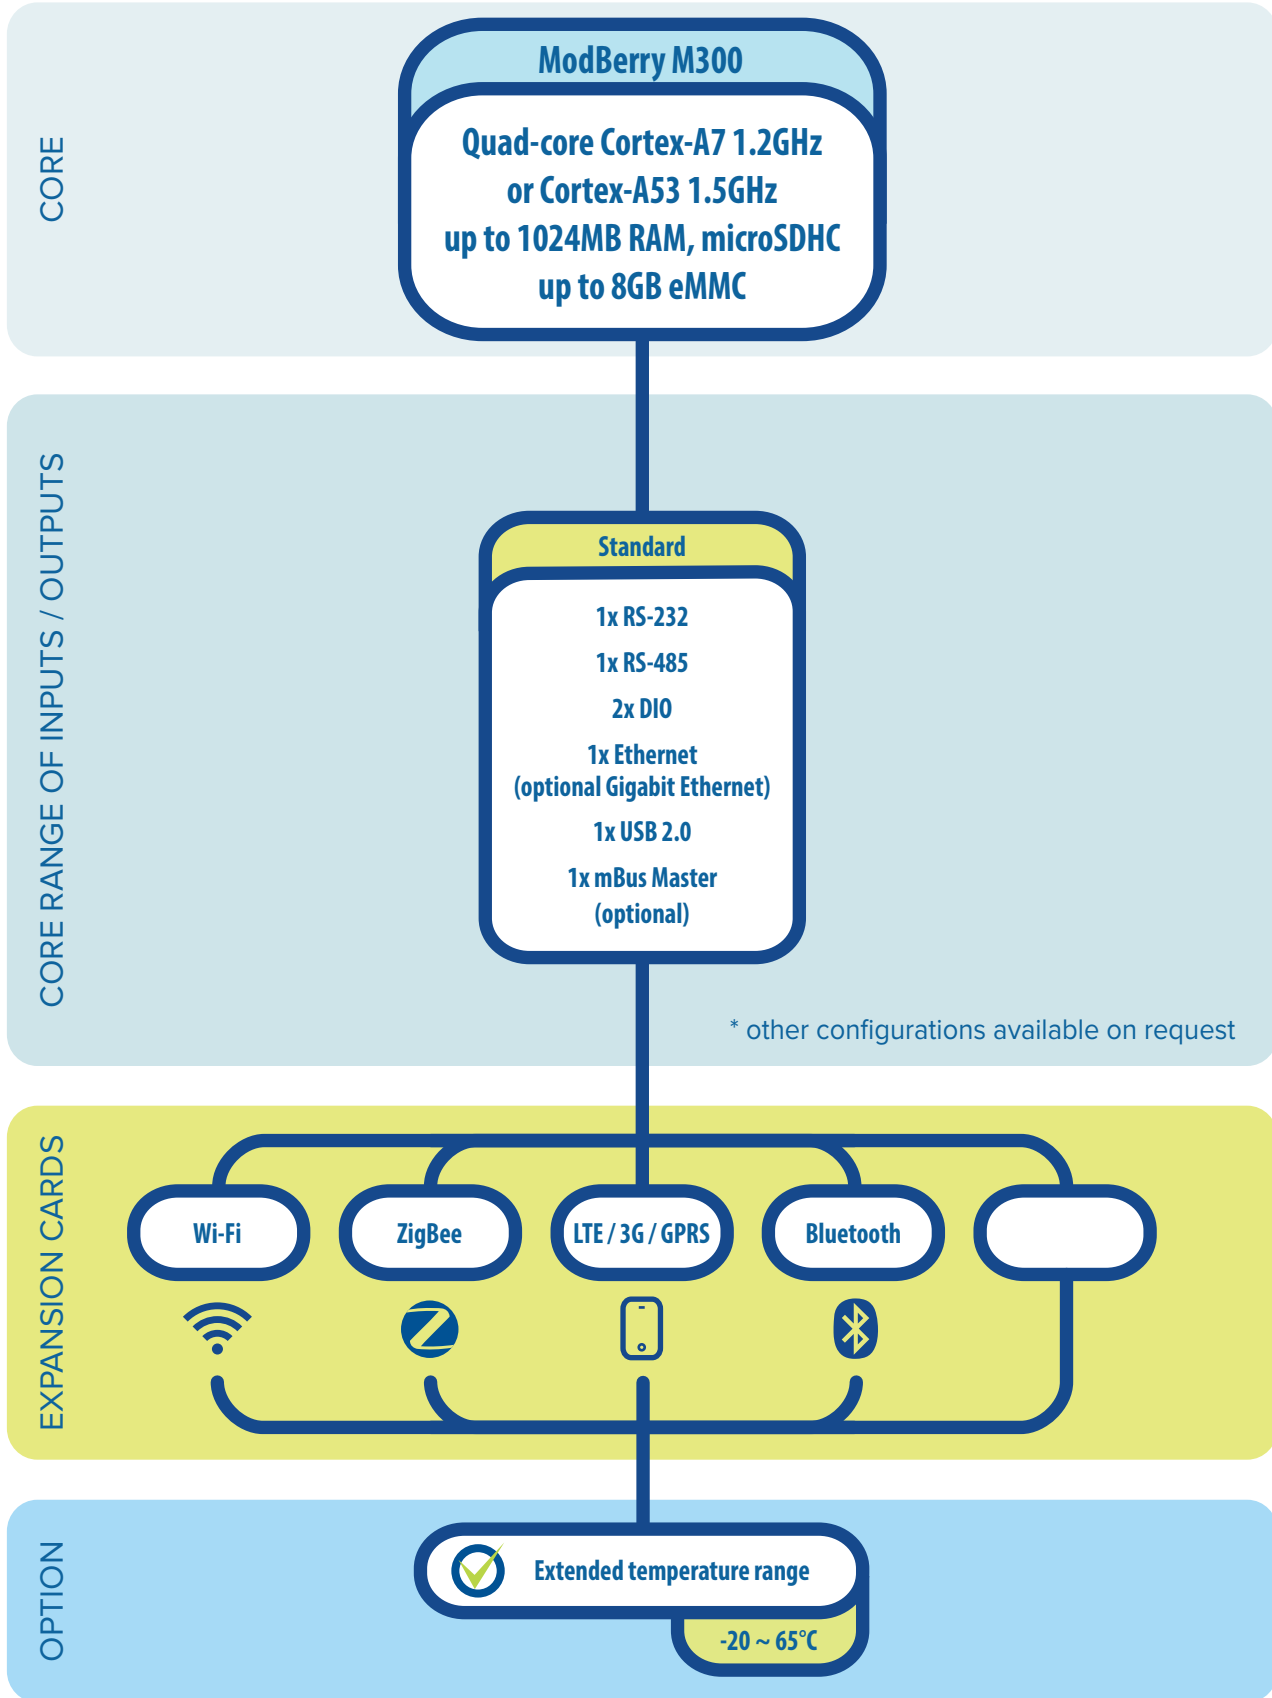 CORE
ModBerry M300
Quad-core Cortex-A7 1.2GHz
or Cortex-A53 1.5GHz
up to 1024MB RAM, microSDHC
up to 8GB eMMC
CORE RANGE OF INPUTS / OUTPUTS
Standard
1x RS-232
1x RS-485
2x DIO
1x Ethernet
(optional Gigabit Ethernet)
1x USB 2.0
1x mBus Master
(optional)
* other configurations available on request
EXPANSION CARDS
Wi-Fi
ZigBee
LTE / 3G / GPRS
Bluetooth
OPTION
Extended temperature range
-20 ~ 65°C